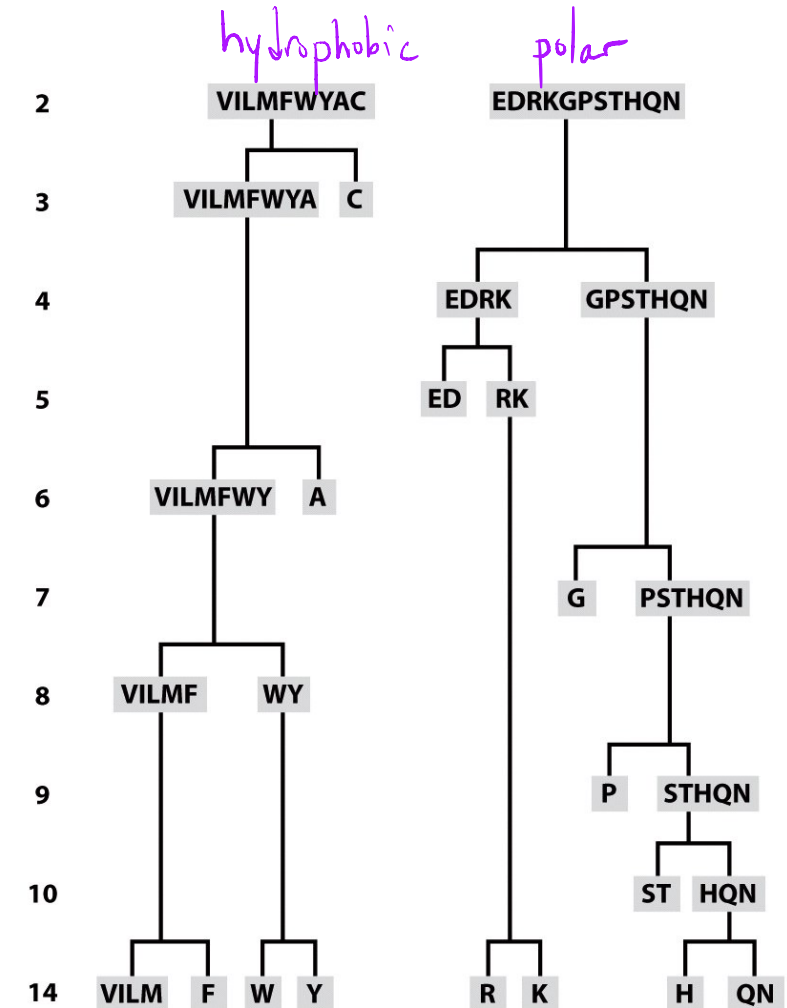 hydrophobic polar
2 VILMFWYAC EDRKGPSTHQN
3 VILMFWYA C
4 EDRK GPSTHQN
5 ED RK
6 VILMFWY A
7 G PSTHQN
8 VILMF WY
9 P STHQN
10 ST HQN
14 VILM F W Y R K H QN